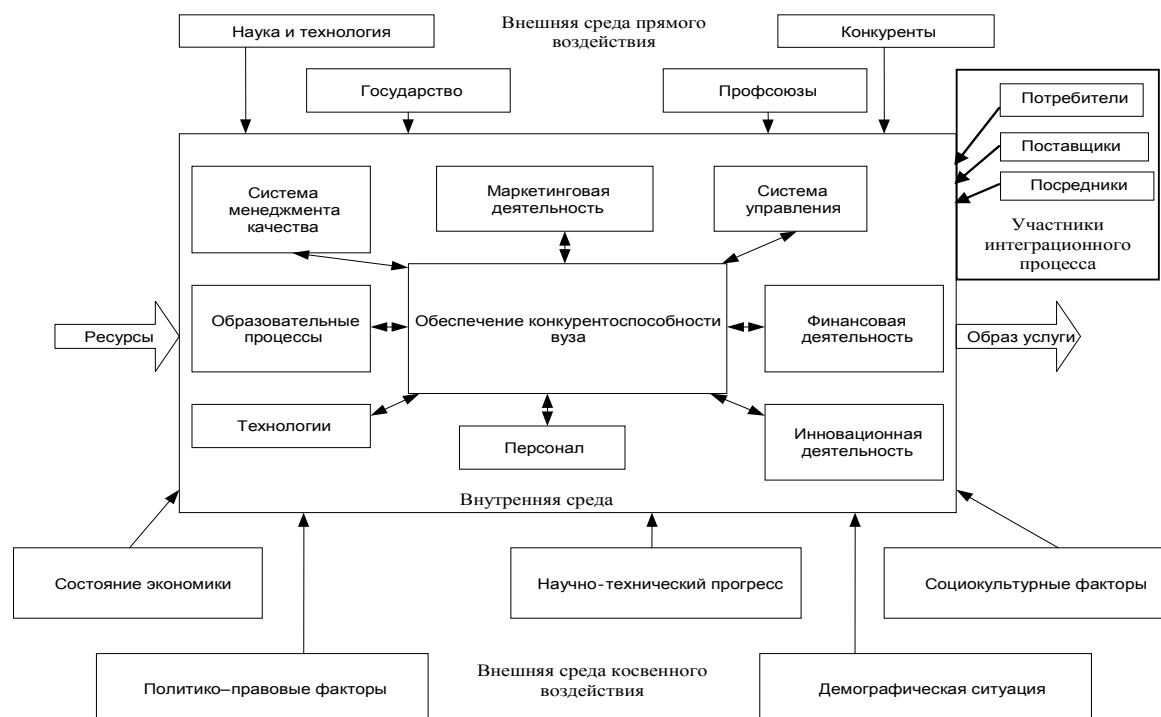 Внешняя среда прямого
воздействия
Наука и технология
Конкуренты
Государство
Профсоюзы
Потребители
Поставщики
Посредники
Участники
интеграционного
процесса
Система
менеджмента
качества
Маркетинговая
деятельность
Система
управления
Ресурсы
Образовательные
процессы
Обеспечение конкурентоспособности
вуза
Финансовая
деятельность
Образ услуги
Технологии
Персонал
Инновационная
деятельность
Внутренняя среда
Состояние экономики
Научно-технический прогресс
Социокультурные факторы
Политико–правовые факторы
Внешняя среда косвенного
воздействия
Демографическая ситуация